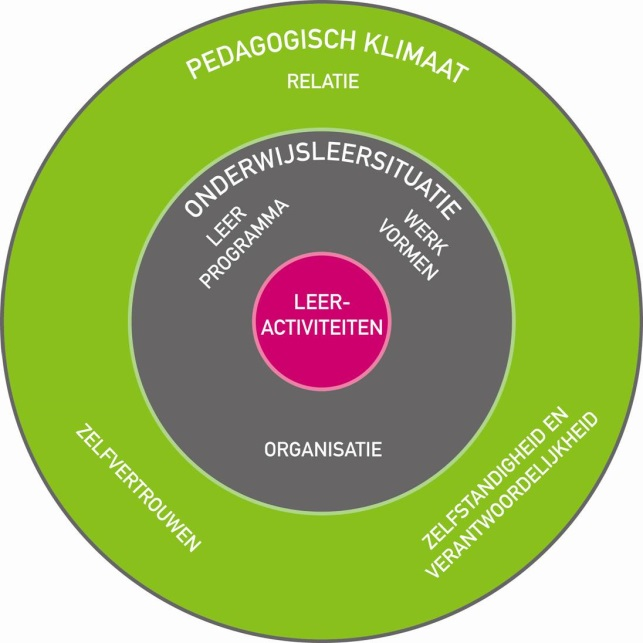 PEDAGOGISCH KLIMAAT
RELATIE
ONDERWIJSLEERSITUATIE
LEER
PROGRAMMA
WERK
VORMEN
LEER-
ACTIVITEITEN
ORGANISATIE
ZELFVERTROUWEN
ZELFSTANDIGHEID EN
VERANTWOORDELIJKHEID